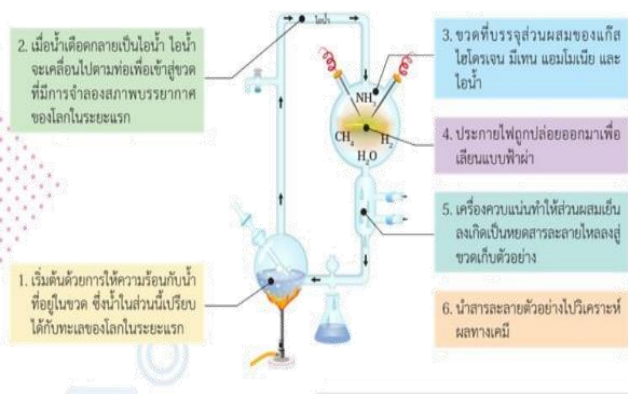 2. เมื่อน้ำเดือดกลายเป็นไอน้ำ ไอน้ำ
จะเคลื่อนไปตามท่อเพื่อเข้าสู่ขวด
ที่มีการจำลองสภาพบรรยากาศ
ของโลกในระยะแรก
ไอน้ำ
3. ขวดที่บรรจุส่วนผสมของแก๊ส
ไฮโดรเจน มีเทน แอมโมเนีย และ
ไอน้ำ
NH₃
CH₄
H₂
H₂O
4. ประกายไฟถูกปล่อยออกมาเพื่อ
เลียนแบบฟ้าผ่า
5. เครื่องควบแน่นทำให้ส่วนผสมเย็น
ลงเกิดเป็นหยดสารละลายไหลลงสู่
ขวดเก็บตัวอย่าง
1. เริ่มต้นด้วยการให้ความร้อนกับน้ำ
ที่อยู่ในขวด ซึ่งน้ำในส่วนนี้เปรียบ
ได้กับทะเลของโลกในระยะแรก
6. นำสารละลายตัวอย่างไปวิเคราะห์
ผลทางเคมี